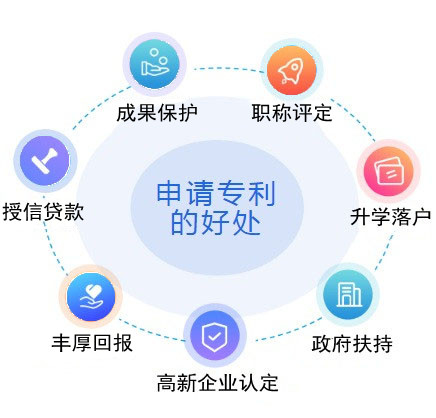 成果保护
职称评定
授信贷款
申请专利
的好处
升学落户
丰厚回报
政府扶持
高新企业认定